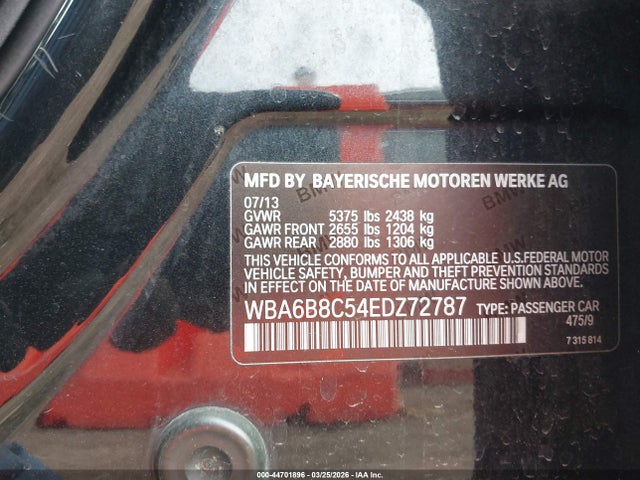 MFD BY BAYERISCHE MOTOREN WERKE AG
07/13
GVWR 5375 lbs 2438 kg
GAWR FRONT 2655 lbs 1204 kg
GAWR REAR 2880 lbs 1306 kg
THIS VEHICLE CONFORMS TO ALL APPLICABLE U.S.FEDERAL MOTOR
VEHICLE SAFETY, BUMPER AND THEFT PREVENTION STANDARDS
IN EFFECT ON THE DATE OF MANUFACTURE SHOWN ABOVE.
WBA6B8C54EDZ72787 TYPE: PASSENGER CAR
475/9
7 315 814
000-44701896 - 03/25/2026 - IAA Inc.